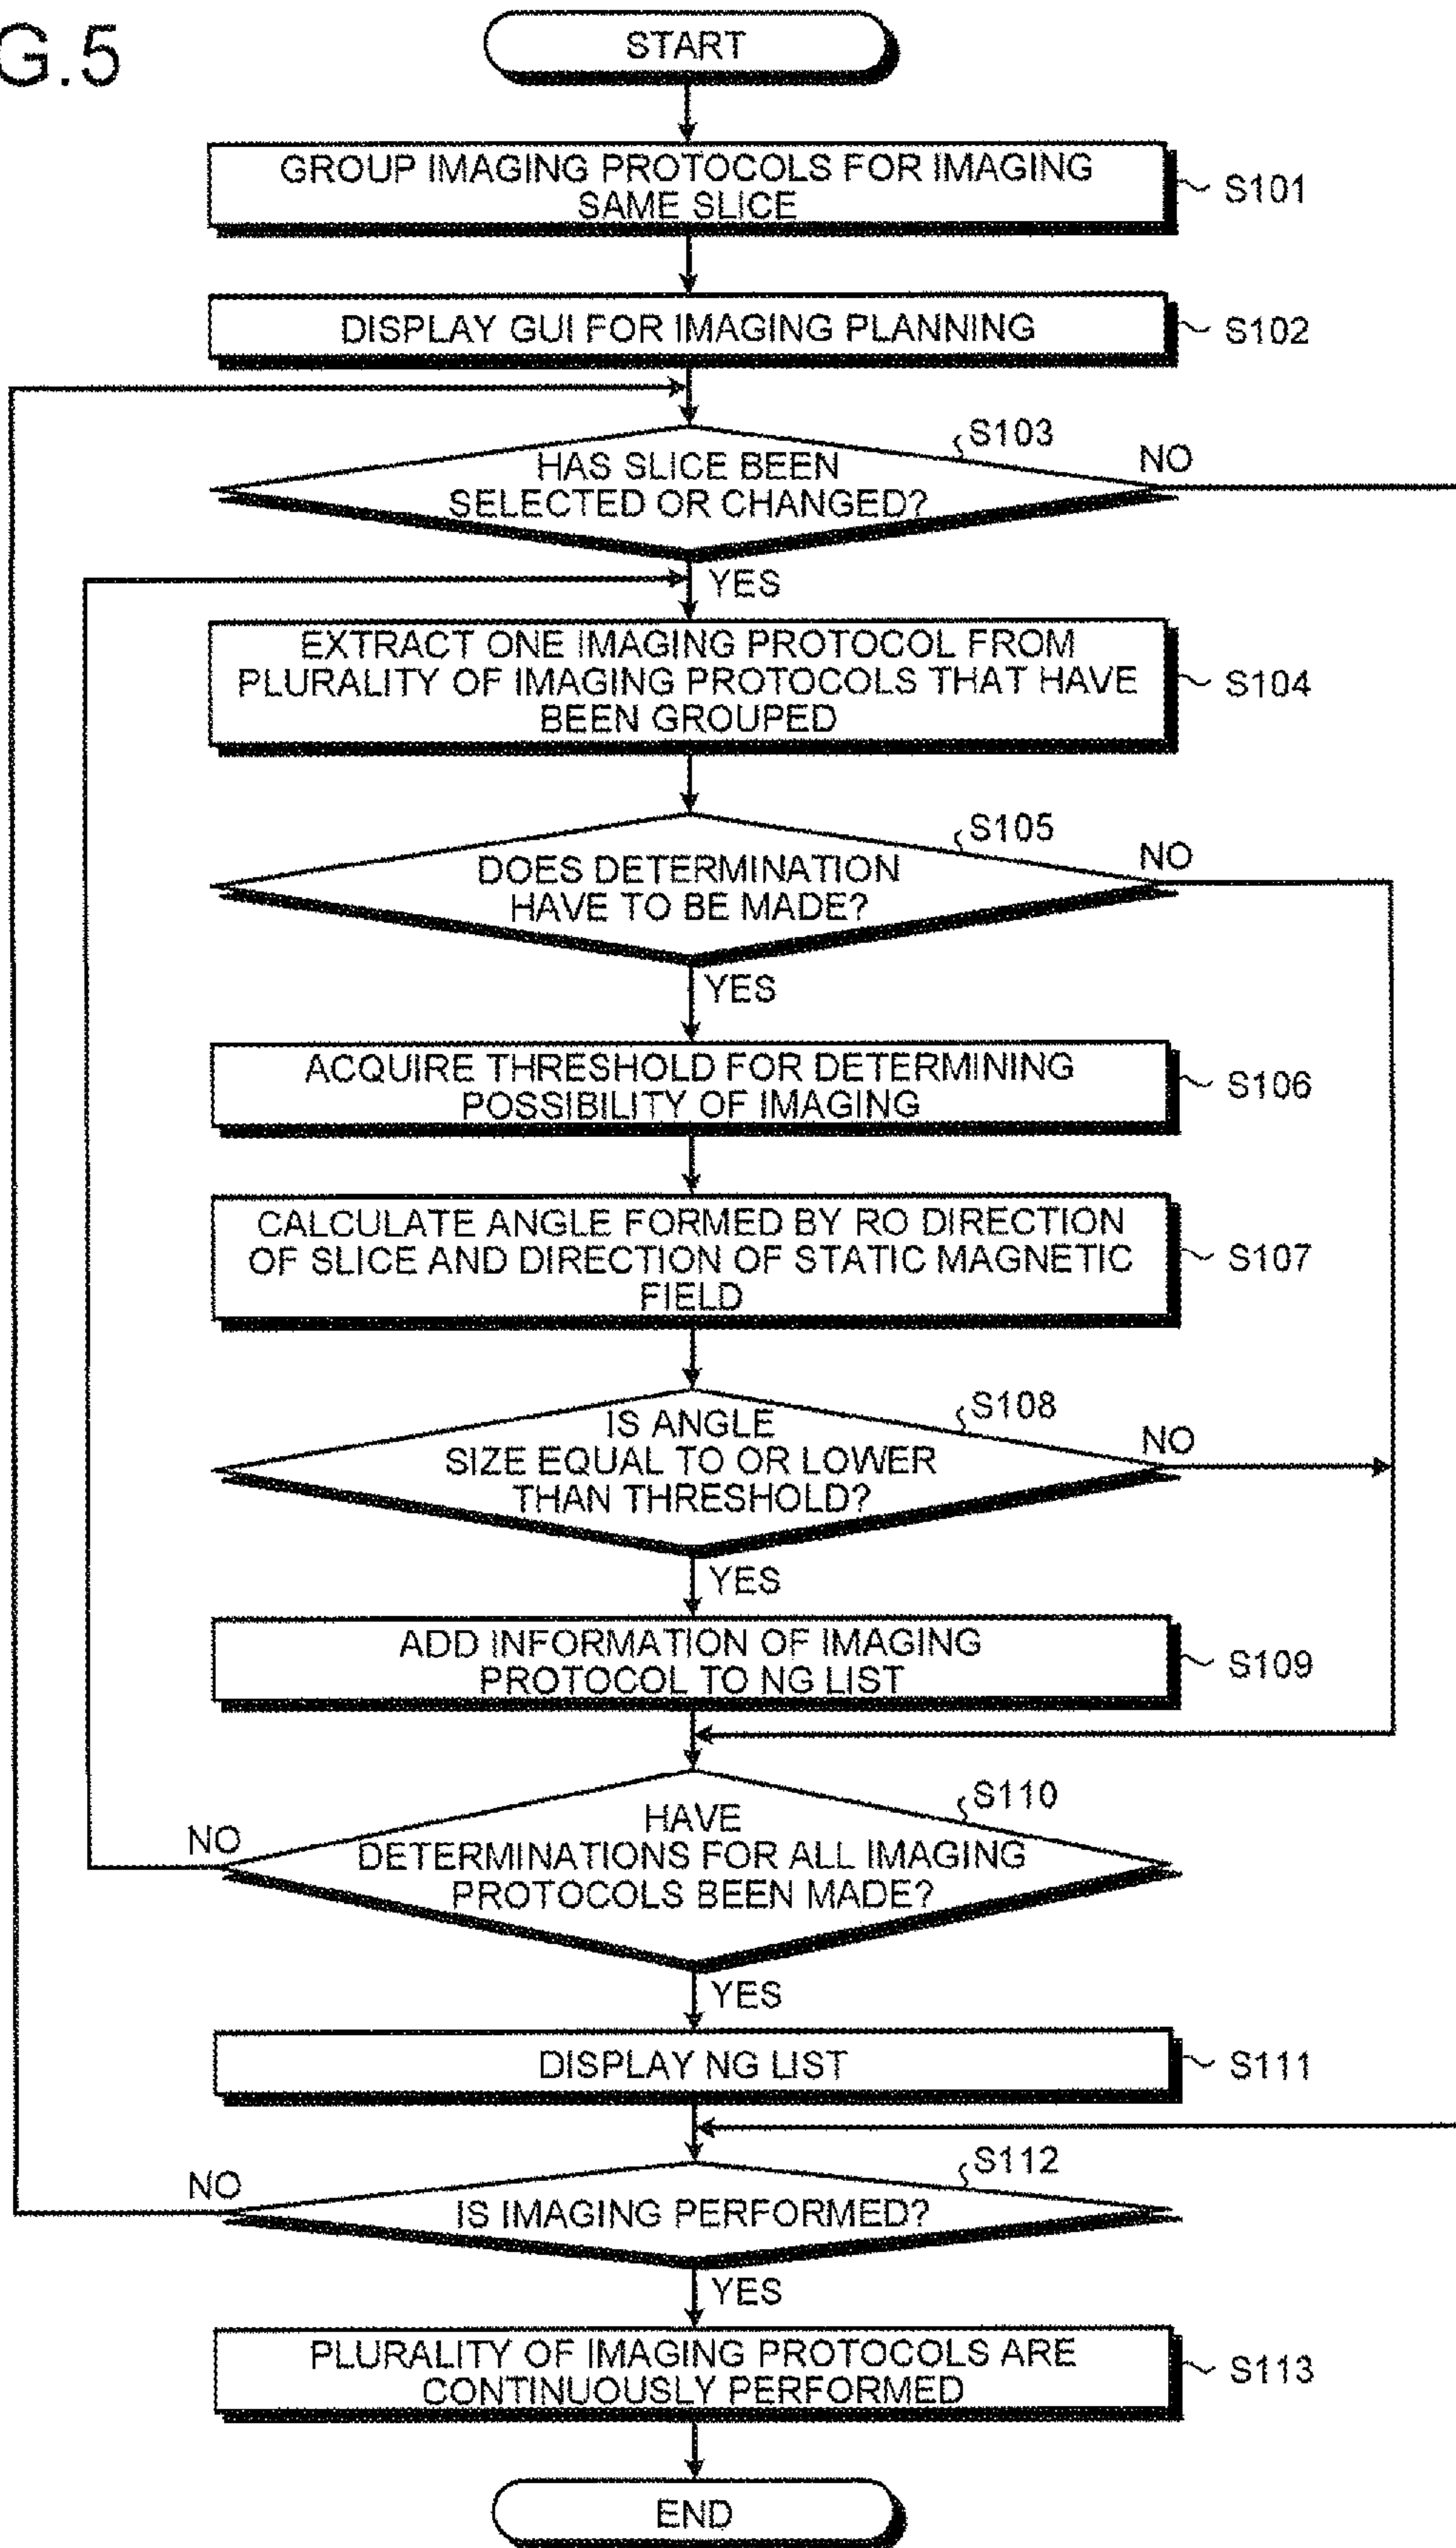 G.5
START
GROUP IMAGING PROTOCOLS FOR IMAGING
SAME SLICE
S101
DISPLAY GUI FOR IMAGING PLANNING
S102
S103
HAS SLICE BEEN
SELECTED OR CHANGED?
NO
YES
EXTRACT ONE IMAGING PROTOCOL FROM
PLURALITY OF IMAGING PROTOCOLS THAT HAVE
BEEN GROUPED
S104
S105
DOES DETERMINATION
HAVE TO BE MADE?
NO
YES
ACQUIRE THRESHOLD FOR DETERMINING
POSSIBILITY OF IMAGING
S106
CALCULATE ANGLE FORMED BY RO DIRECTION
OF SLICE AND DIRECTION OF STATIC MAGNETIC
FIELD
S107
S108
IS ANGLE
SIZE EQUAL TO OR LOWER
THAN THRESHOLD?
NO
YES
ADD INFORMATION OF IMAGING
PROTOCOL TO NG LIST
S109
S110
HAVE
DETERMINATIONS FOR ALL IMAGING
PROTOCOLS BEEN MADE?
NO
YES
DISPLAY NG LIST
S111
S112
NO
IS IMAGING PERFORMED?
YES
PLURALITY OF IMAGING PROTOCOLS ARE
CONTINUOUSLY PERFORMED
S113
END